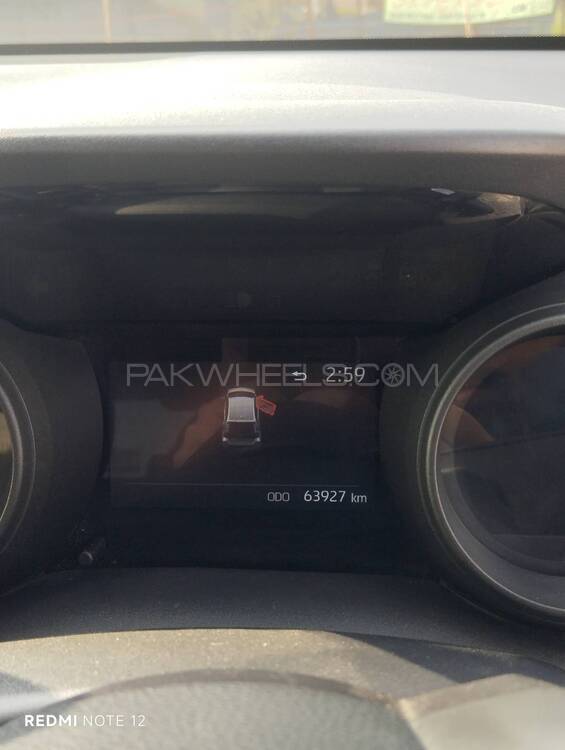 PAKWHEELS.COM
2:59
ODO 63927 km
REDMI NOTE 12